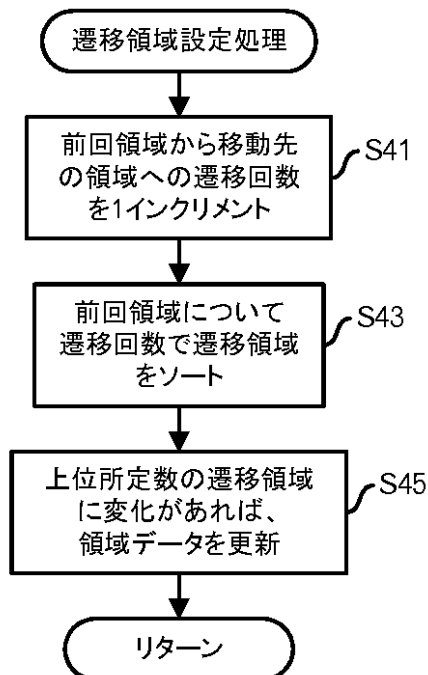 遷移領域設定処理
前回領域から移動先
の領域への遷移回数
を1インクリメント
S41
前回領域について
遷移回数で遷移領域
をソート
S43
上位所定数の遷移領域
に変化があれば、
領域データを更新
S45
リターン